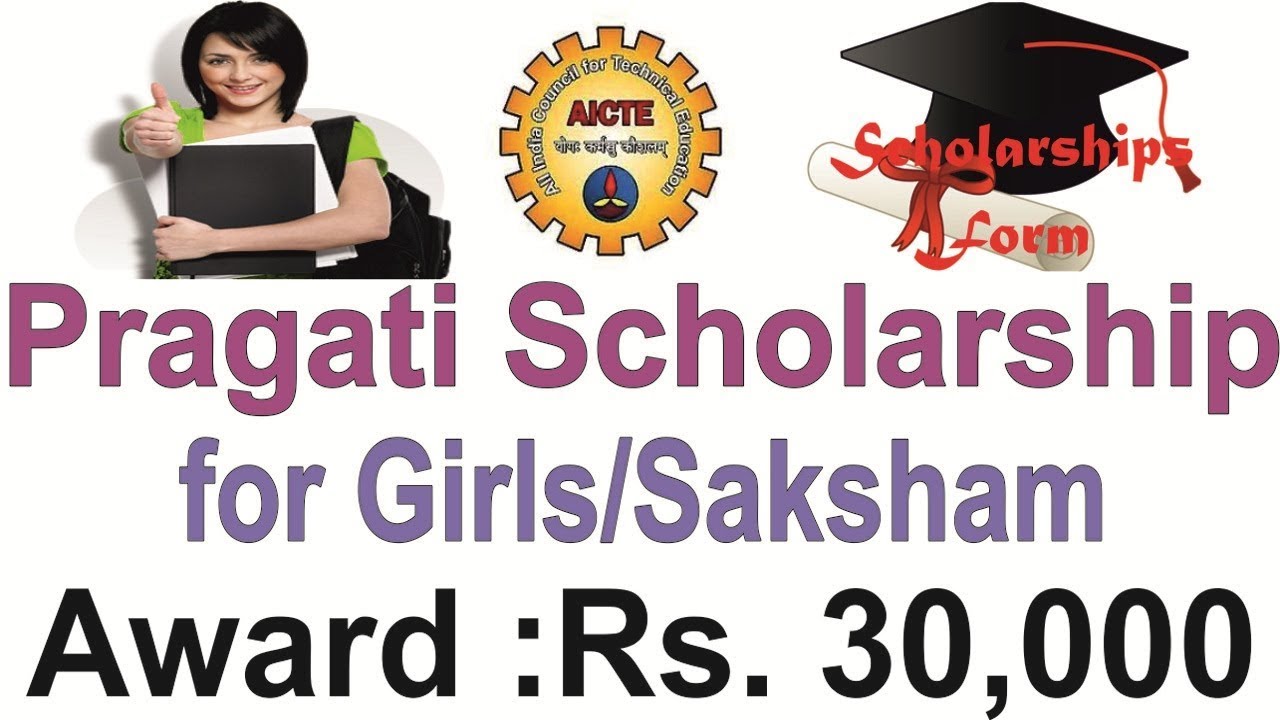 All India Council for Technical Education
AICTE
योगः कर्मसु कौशलम्
Scholarships
Form
Pragati Scholarship
for Girls/Saksham
Award :Rs. 30,000